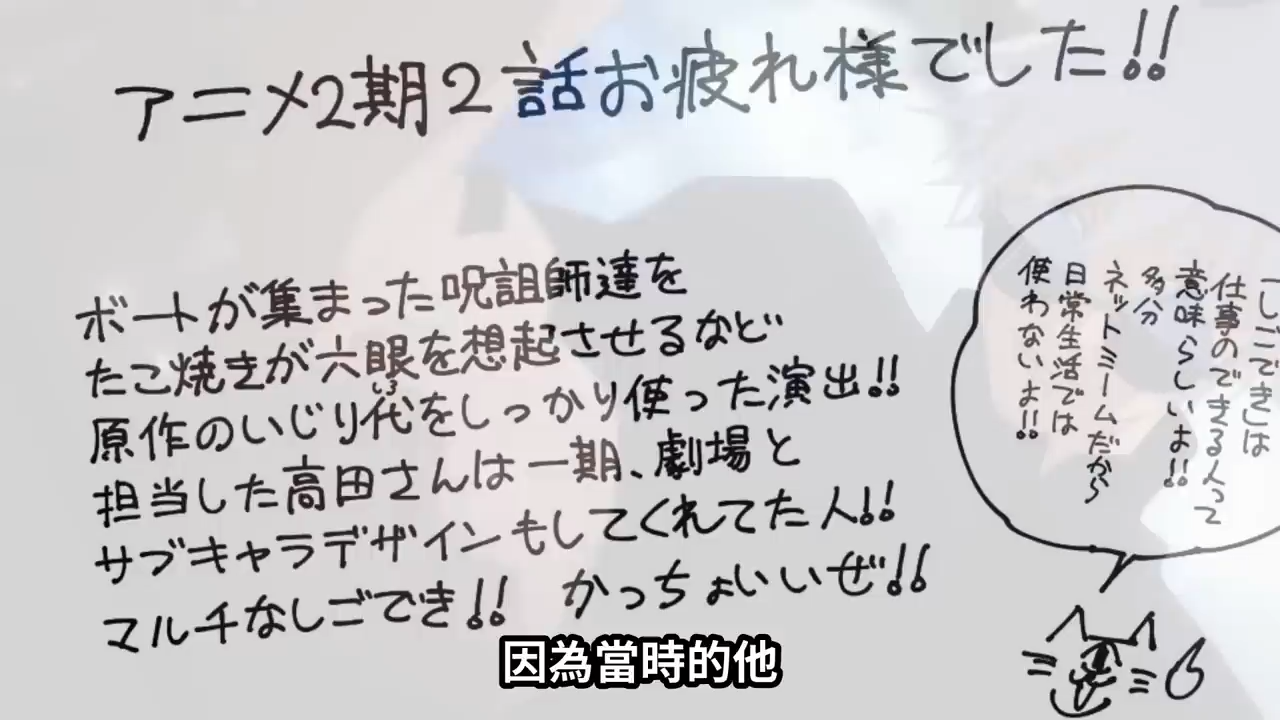 アニメ2期2話お疲れ様でした!!
ボートが集まった呪詛師達を
たこ焼きが六眼を想起させるなど
原作のいじり代をしっかり使った演出!!
しろ
担当した高田さんは一期、劇場と
サブキャラデザインもしてくれてた人!!
マルチなしごでき!! かっちょいいぜ!!
「しごできは
仕事のできる人って
意味らしいよ!!
多分
ネットミームだから
日常生活では
使わないよ!!
因為當時的他